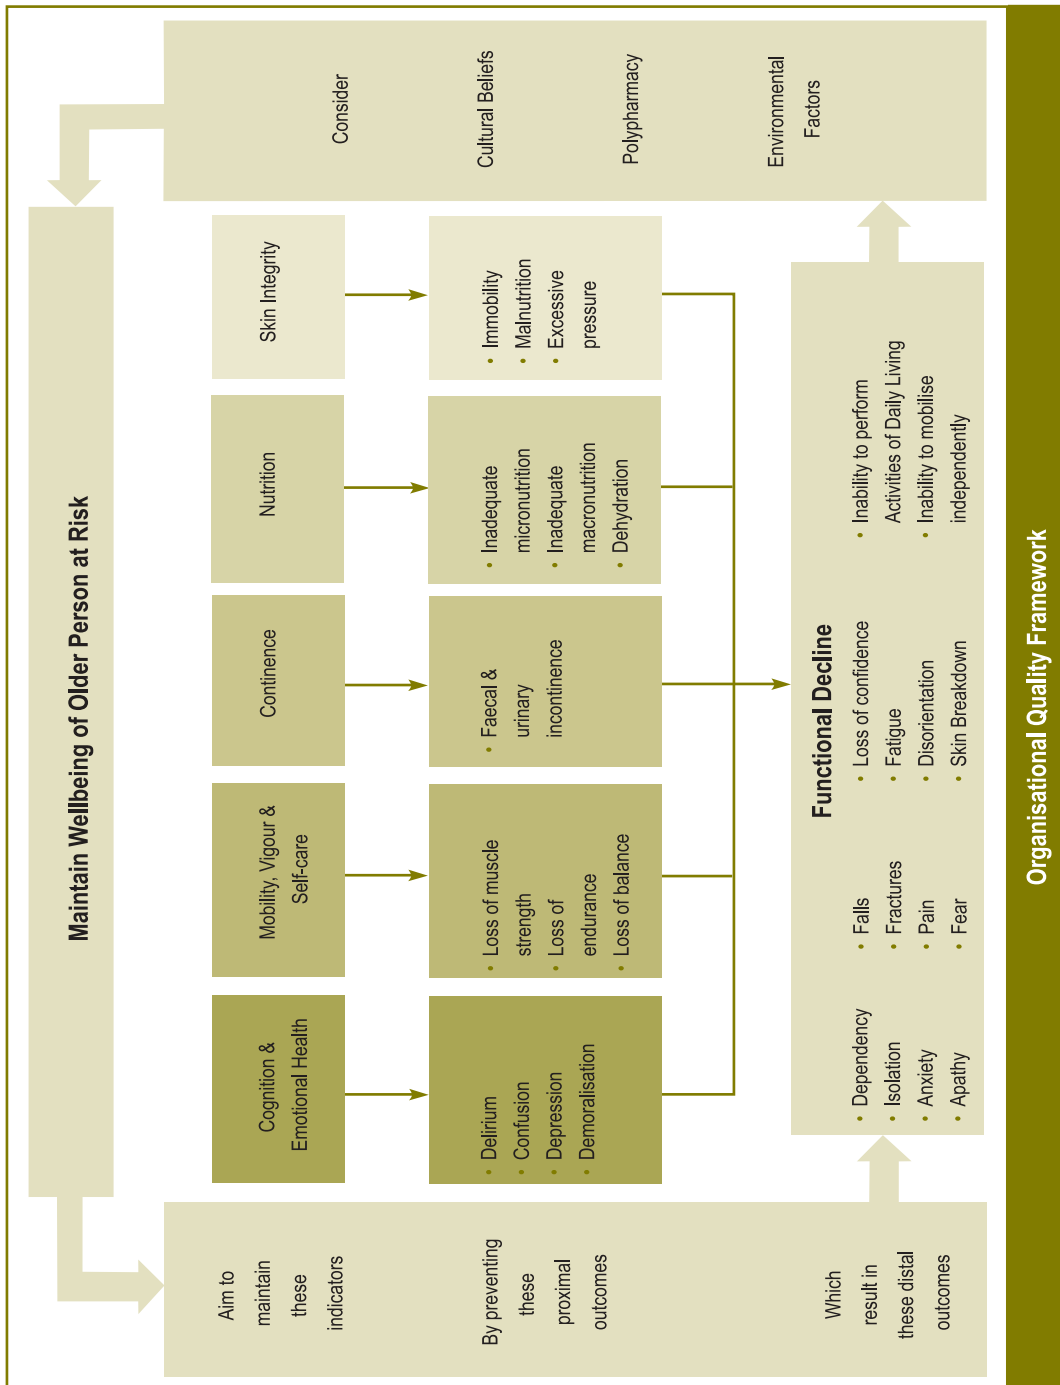 Maintain Wellbeing of Older Person at Risk
Aim to
maintain
these
indicators
Cognition &
Emotional Health
Mobility, Vigour &
Self-care
Continence
Nutrition
Skin Integrity
Consider
Cultural Beliefs
Polypharmacy
Environmental
Factors
By preventing
these
proximal
outcomes
• Delirium
• Confusion
• Depression
• Demoralisation
• Loss of muscle
strength
• Loss of
endurance
• Loss of balance
• Faecal &
urinary
incontinence
• Inadequate
micronutrition
• Inadequate
macronutrition
• Dehydration
• Immobility
• Malnutrition
• Excessive
pressure
Which
result in
these distal
outcomes
Functional Decline
• Dependency
• Isolation
• Anxiety
• Apathy
• Falls
• Fractures
• Pain
• Fear
• Loss of confidence
• Fatigue
• Disorientation
• Skin Breakdown
• Inability to perform
Activities of Daily Living
• Inability to mobilise
independently
Organisational Quality Framework